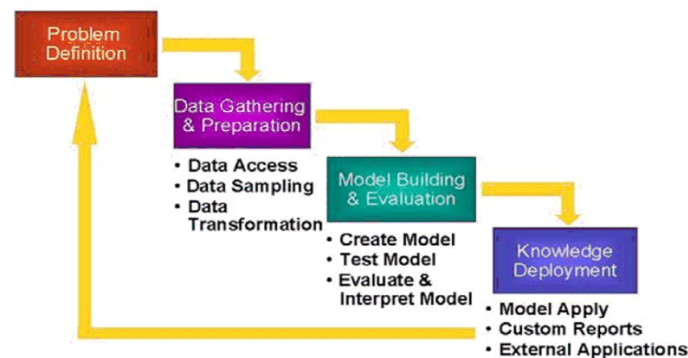 Problem
Definition
Data Gathering
& Preparation
• Data Access
• Data Sampling
• Data
Transformation
Model Building
& Evaluation
• Create Model
• Test Model
• Evaluate &
Interpret Model
Knowledge
Deployment
• Model Apply
• Custom Reports
• External Applications